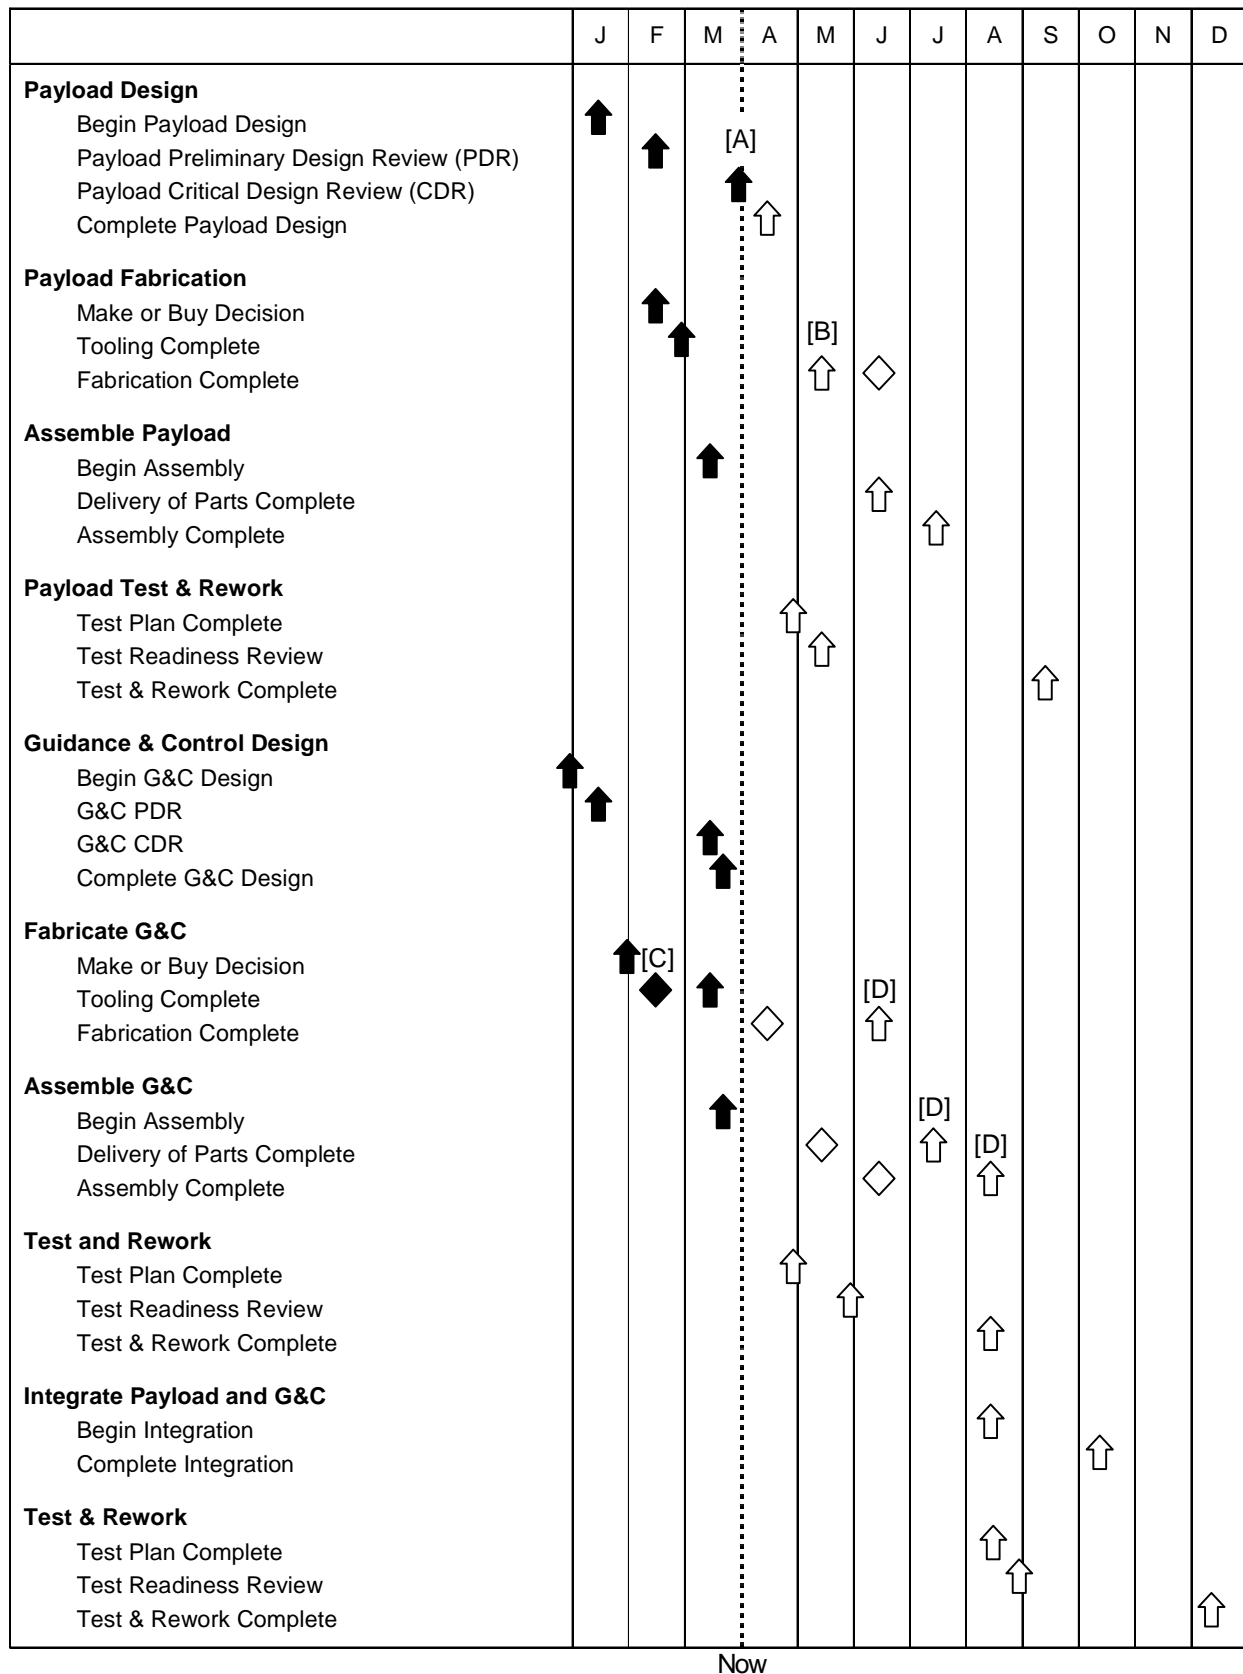 J F M A M J J A S O N D
Payload Design
Begin Payload Design
[A]
Payload Preliminary Design Review (PDR)
Payload Critical Design Review (CDR)
Complete Payload Design
Payload Fabrication
Make or Buy Decision
Tooling Complete [B]
Fabrication Complete
Assemble Payload
Begin Assembly
Delivery of Parts Complete
Assembly Complete
Payload Test & Rework
Test Plan Complete
Test Readiness Review
Test & Rework Complete
Guidance & Control Design
Begin G&C Design
G&C PDR
G&C CDR
Complete G&C Design
Fabricate G&C
Make or Buy Decision [C]
Tooling Complete [D]
Fabrication Complete
Assemble G&C
Begin Assembly [D]
Delivery of Parts Complete [D]
Assembly Complete
Test and Rework
Test Plan Complete
Test Readiness Review
Test & Rework Complete
Integrate Payload and G&C
Begin Integration
Complete Integration
Test & Rework
Test Plan Complete
Test Readiness Review
Test & Rework Complete
Now